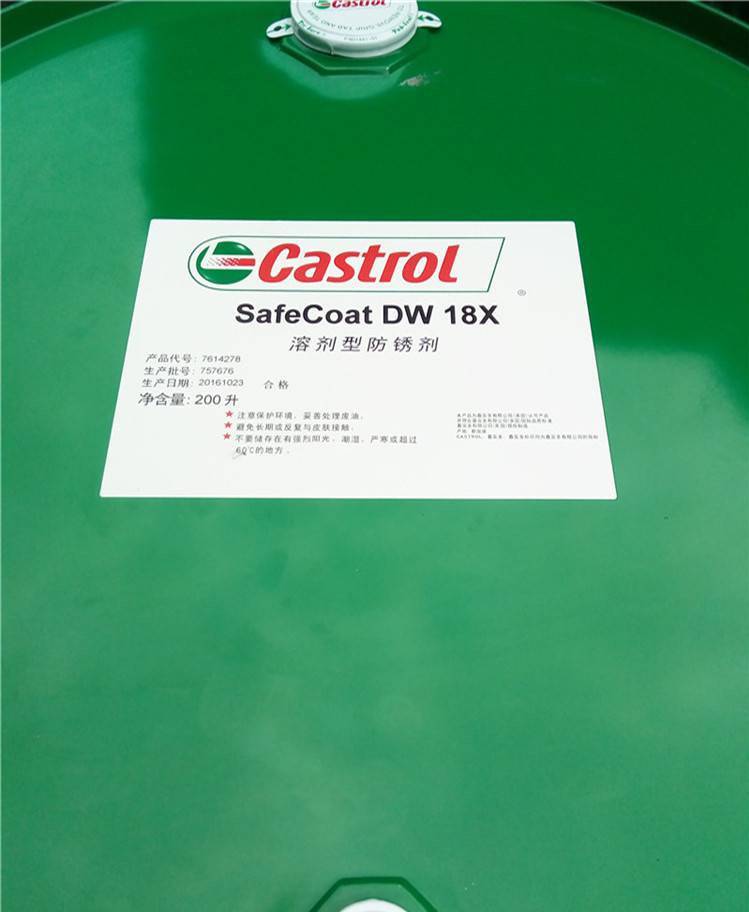 Castrol
Castrol
®
SafeCoat DW 18X
溶剂型防锈剂
产品代号: 7614278
生产批号: 757676
生产日期: 20161023 合格
净含量: 200 升
★ 注意保护环境，妥善处理废油。
★ 避免长期或反复与皮肤接触。
★ 不要储存在有强烈阳光，潮湿，严寒或超过
60℃的地方。